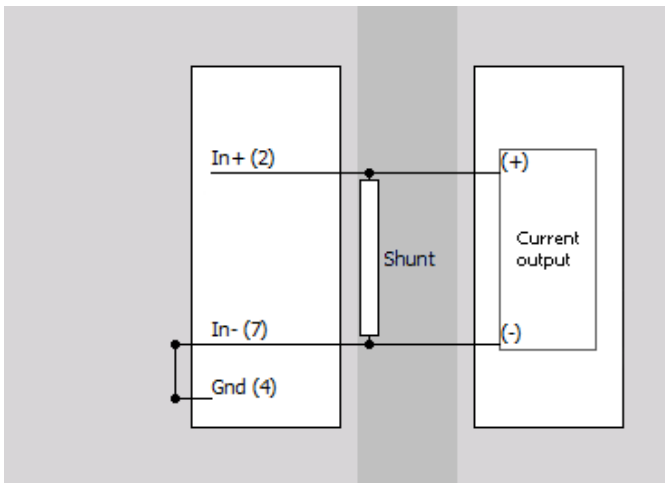 In+ (2)
(+)
Shunt
Current
output
In- (7)
(-)
Gnd (4)